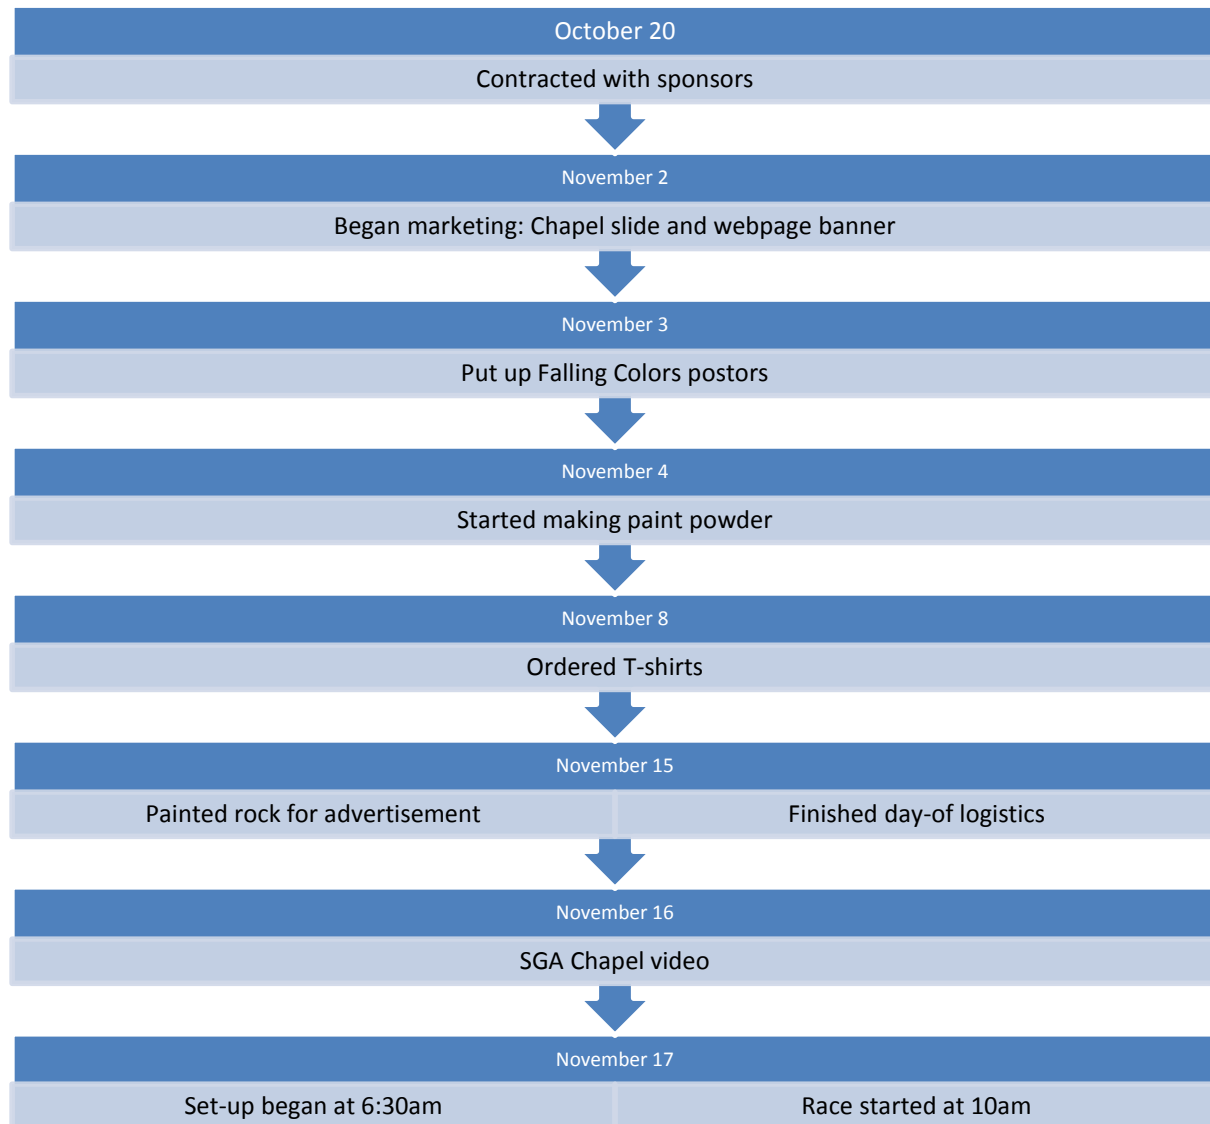 October 20
Contracted with sponsors
November 2
Began marketing: Chapel slide and webpage banner
November 3
Put up Falling Colors postors
November 4
Started making paint powder
November 8
Ordered T-shirts
November 15
Painted rock for advertisement
Finished day-of logistics
November 16
SGA Chapel video
November 17
Set-up began at 6:30am
Race started at 10am